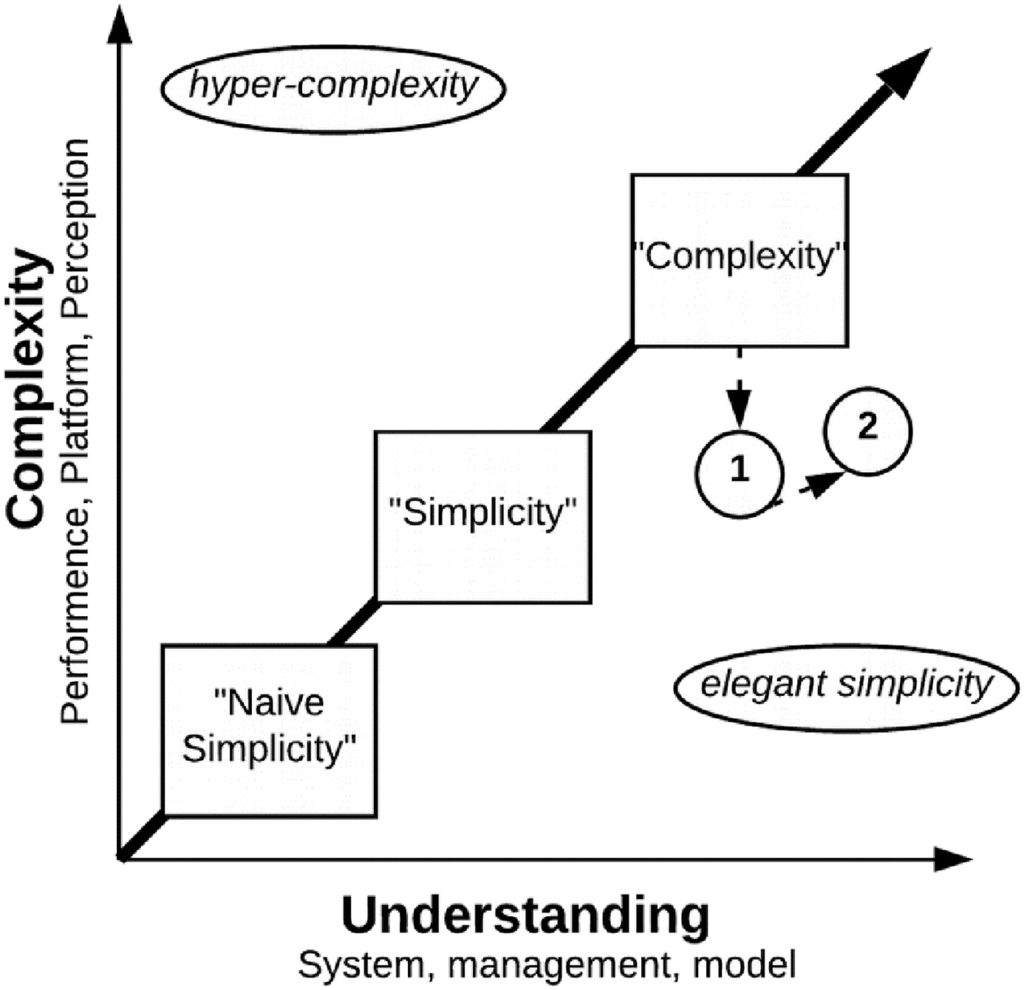 hyper-complexity
Complexity
Performence, Platform, Perception
"Complexity"
2
1
"Simplicity"
elegant simplicity
"Naive
Simplicity"
Understanding
System, management, model